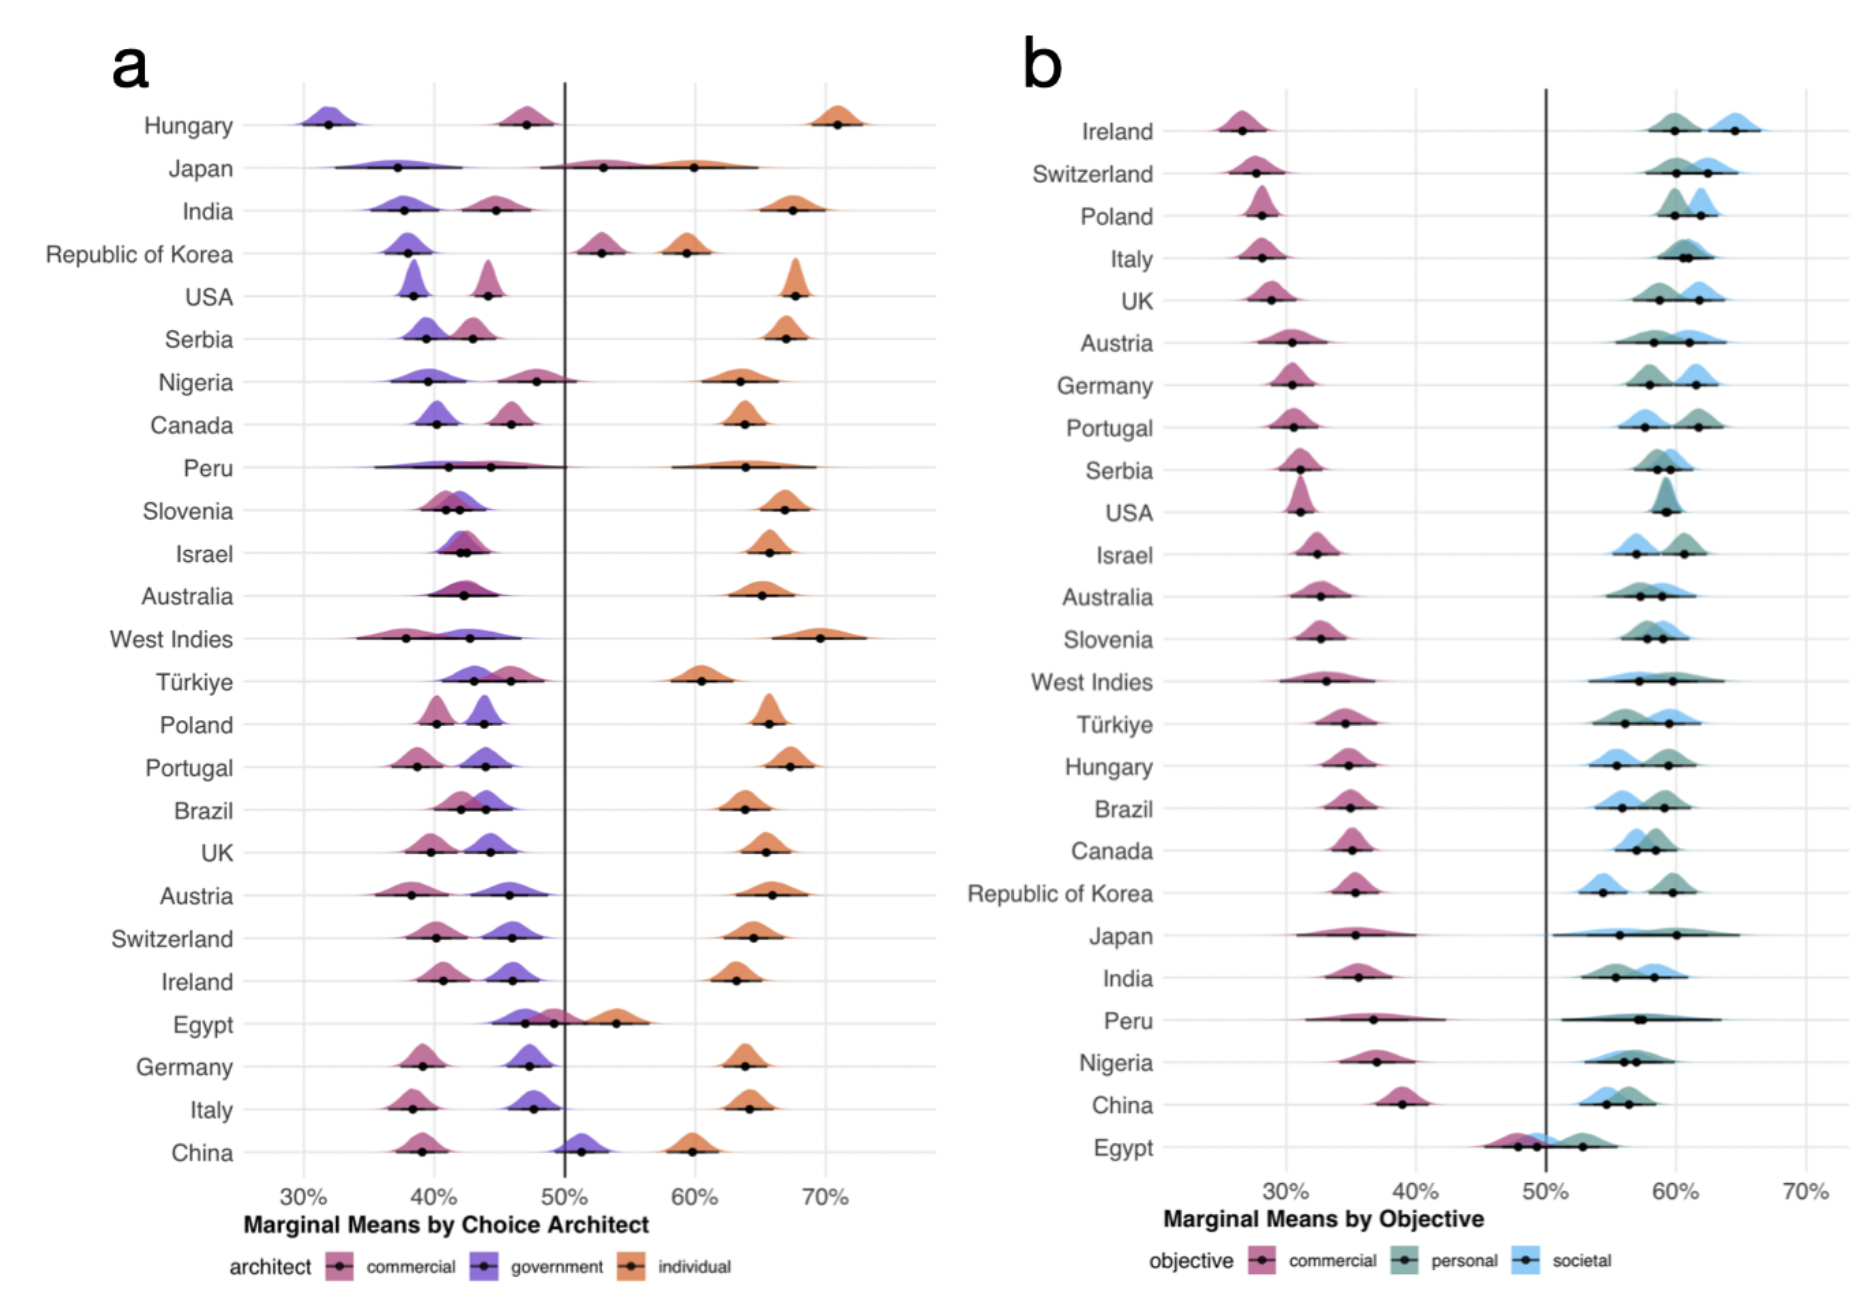 a
Hungary
Japan
India
Republic of Korea
USA
Serbia
Nigeria
Canada
Peru
Slovenia
Israel
Australia
West Indies
Türkiye
Poland
Portugal
Brazil
UK
Austria
Switzerland
Ireland
Egypt
Germany
Italy
China
30% 40% 50% 60% 70%
Marginal Means by Choice Architect
architect commercial government individual
b
Ireland
Switzerland
Poland
Italy
UK
Austria
Germany
Portugal
Serbia
USA
Israel
Australia
Slovenia
West Indies
Türkiye
Hungary
Brazil
Canada
Republic of Korea
Japan
India
Peru
Nigeria
China
Egypt
30% 40% 50% 60% 70%
Marginal Means by Objective
objective commercial personal societal